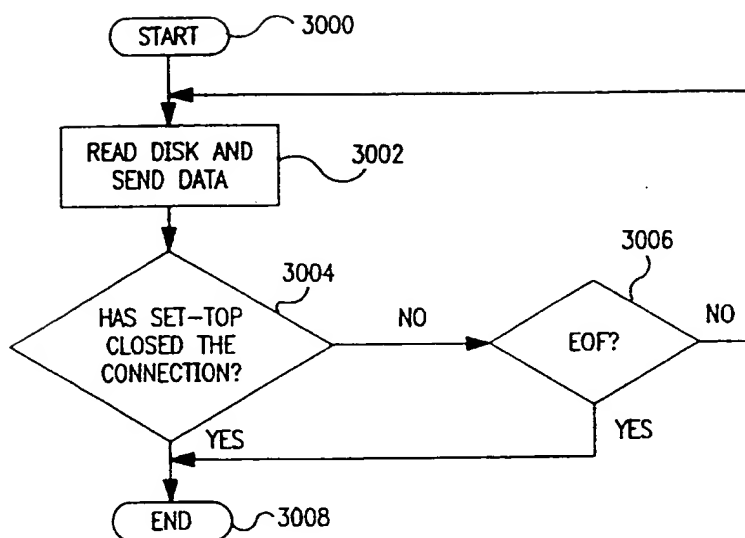 START
3000
READ DISK AND
SEND DATA
3002
HAS SET-TOP
CLOSED THE
CONNECTION?
3004
NO
EOF?
3006
NO
YES
YES
END
3008